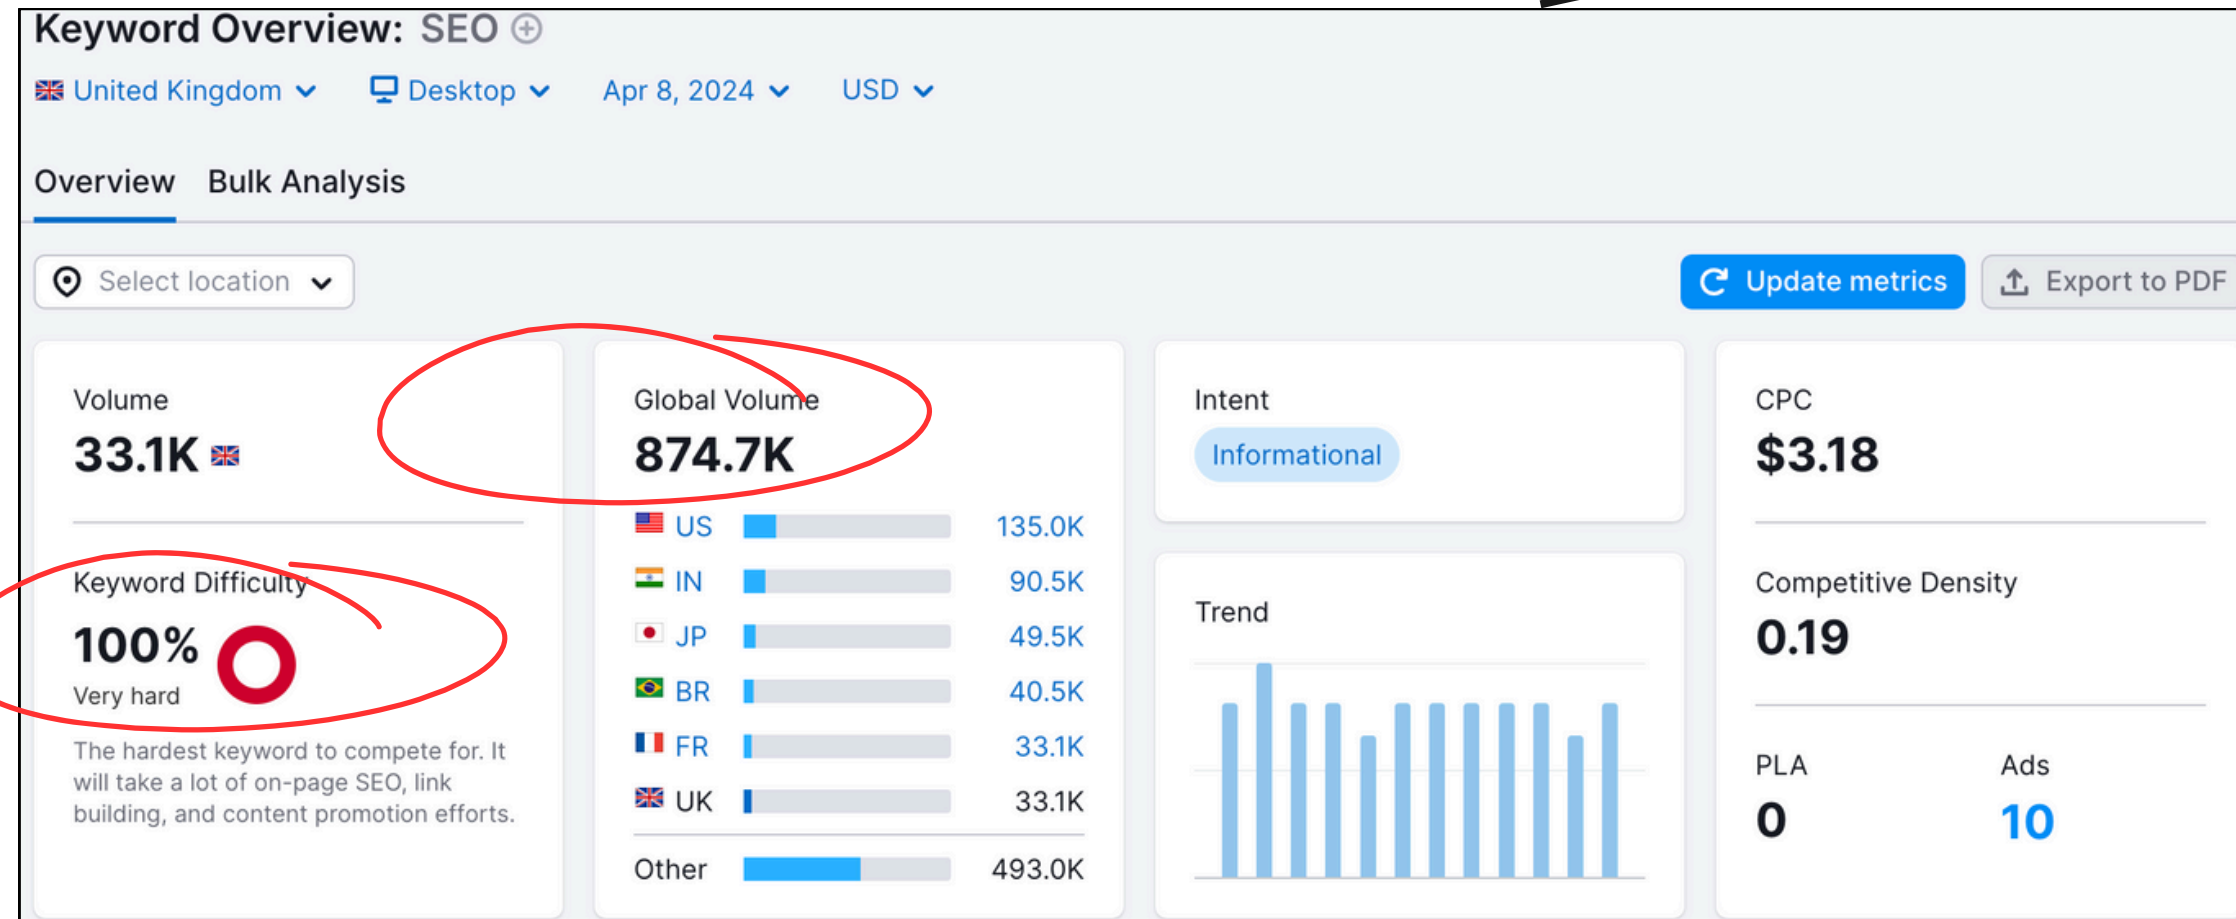 Keyword Overview: SEO
United Kingdom Desktop Apr 8, 2024 USD
Overview Bulk Analysis
Select location
Update metrics Export to PDF
Volume
33.1K
Keyword Difficulty
100%
Very hard
The hardest keyword to compete for. It
will take a lot of on-page SEO, link
building, and content promotion efforts.
Global Volume
874.7K
US 135.0K
IN 90.5K
JP 49.5K
BR 40.5K
FR 33.1K
UK 33.1K
Other 493.0K
Intent
Informational
Trend
CPC
$3.18
Competitive Density
0.19
PLA Ads
0 10